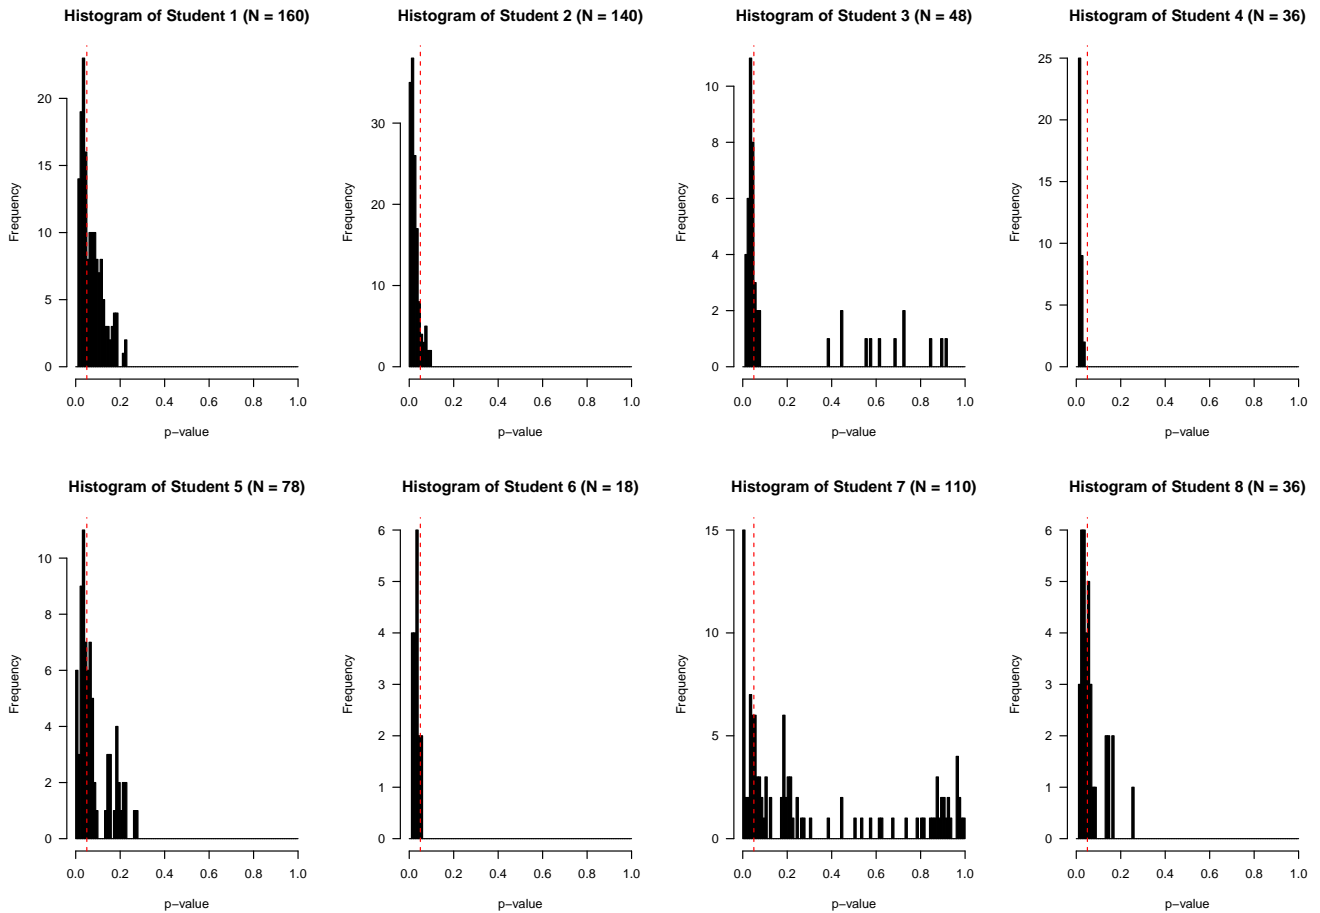 Histogram of Student 1 (N = 160)
Histogram of Student 2 (N = 140)
Histogram of Student 3 (N = 48)
Histogram of Student 4 (N = 36)
Frequency
20
15
10
5
0
0.0 0.2 0.4 0.6 0.8 1.0
p−value
Frequency
30
20
10
0
0.0 0.2 0.4 0.6 0.8 1.0
p−value
Frequency
10
8
6
4
2
0
0.0 0.2 0.4 0.6 0.8 1.0
p−value
Frequency
25
20
15
10
5
0
0.0 0.2 0.4 0.6 0.8 1.0
p−value
Histogram of Student 5 (N = 78)
Histogram of Student 6 (N = 18)
Histogram of Student 7 (N = 110)
Histogram of Student 8 (N = 36)
Frequency
10
8
6
4
2
0
0.0 0.2 0.4 0.6 0.8 1.0
p−value
Frequency
6
5
4
3
2
1
0
0.0 0.2 0.4 0.6 0.8 1.0
p−value
Frequency
15
10
5
0
0.0 0.2 0.4 0.6 0.8 1.0
p−value
Frequency
6
5
4
3
2
1
0
0.0 0.2 0.4 0.6 0.8 1.0
p−value